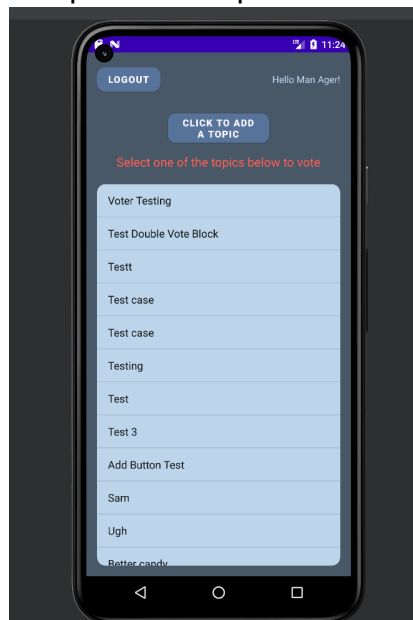 11:24
LOGOUT
Hello Man Ager!
CLICK TO ADD
A TOPIC
Select one of the topics below to vote
Voter Testing
Test Double Vote Block
Testt
Test case
Test case
Testing
Test
Test 3
Add Button Test
Sam
Ugh
Better candy